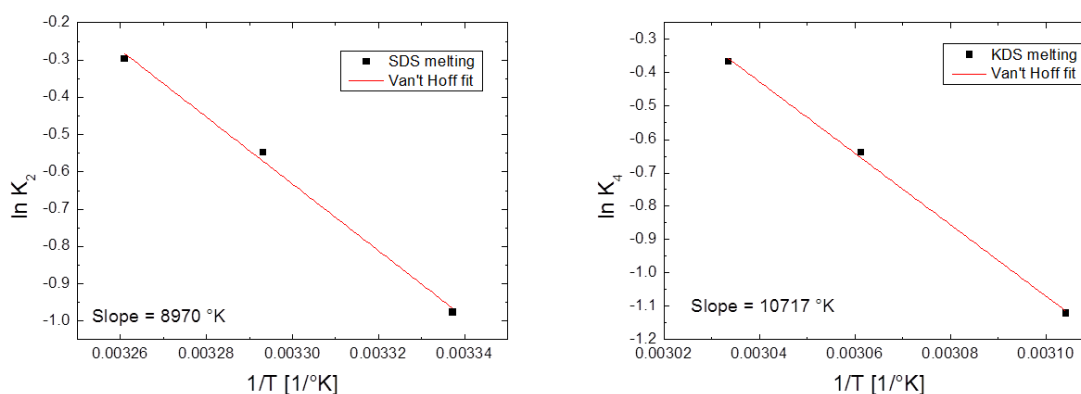 -0.2
-0.3
-0.4
-0.5
-0.6
-0.7
-0.8
-0.9
-1.0
ln K2
SDS melting
Van't Hoff fit
Slope = 8970 °K
0.00326 0.00328 0.00330 0.00332 0.00334
1/T [1/°K]
-0.3
-0.4
-0.5
-0.6
-0.7
-0.8
-0.9
-1.0
-1.1
-1.2
ln K4
KDS melting
Van't Hoff fit
Slope = 10717 °K
0.00302 0.00304 0.00306 0.00308 0.00310
1/T [1/°K]